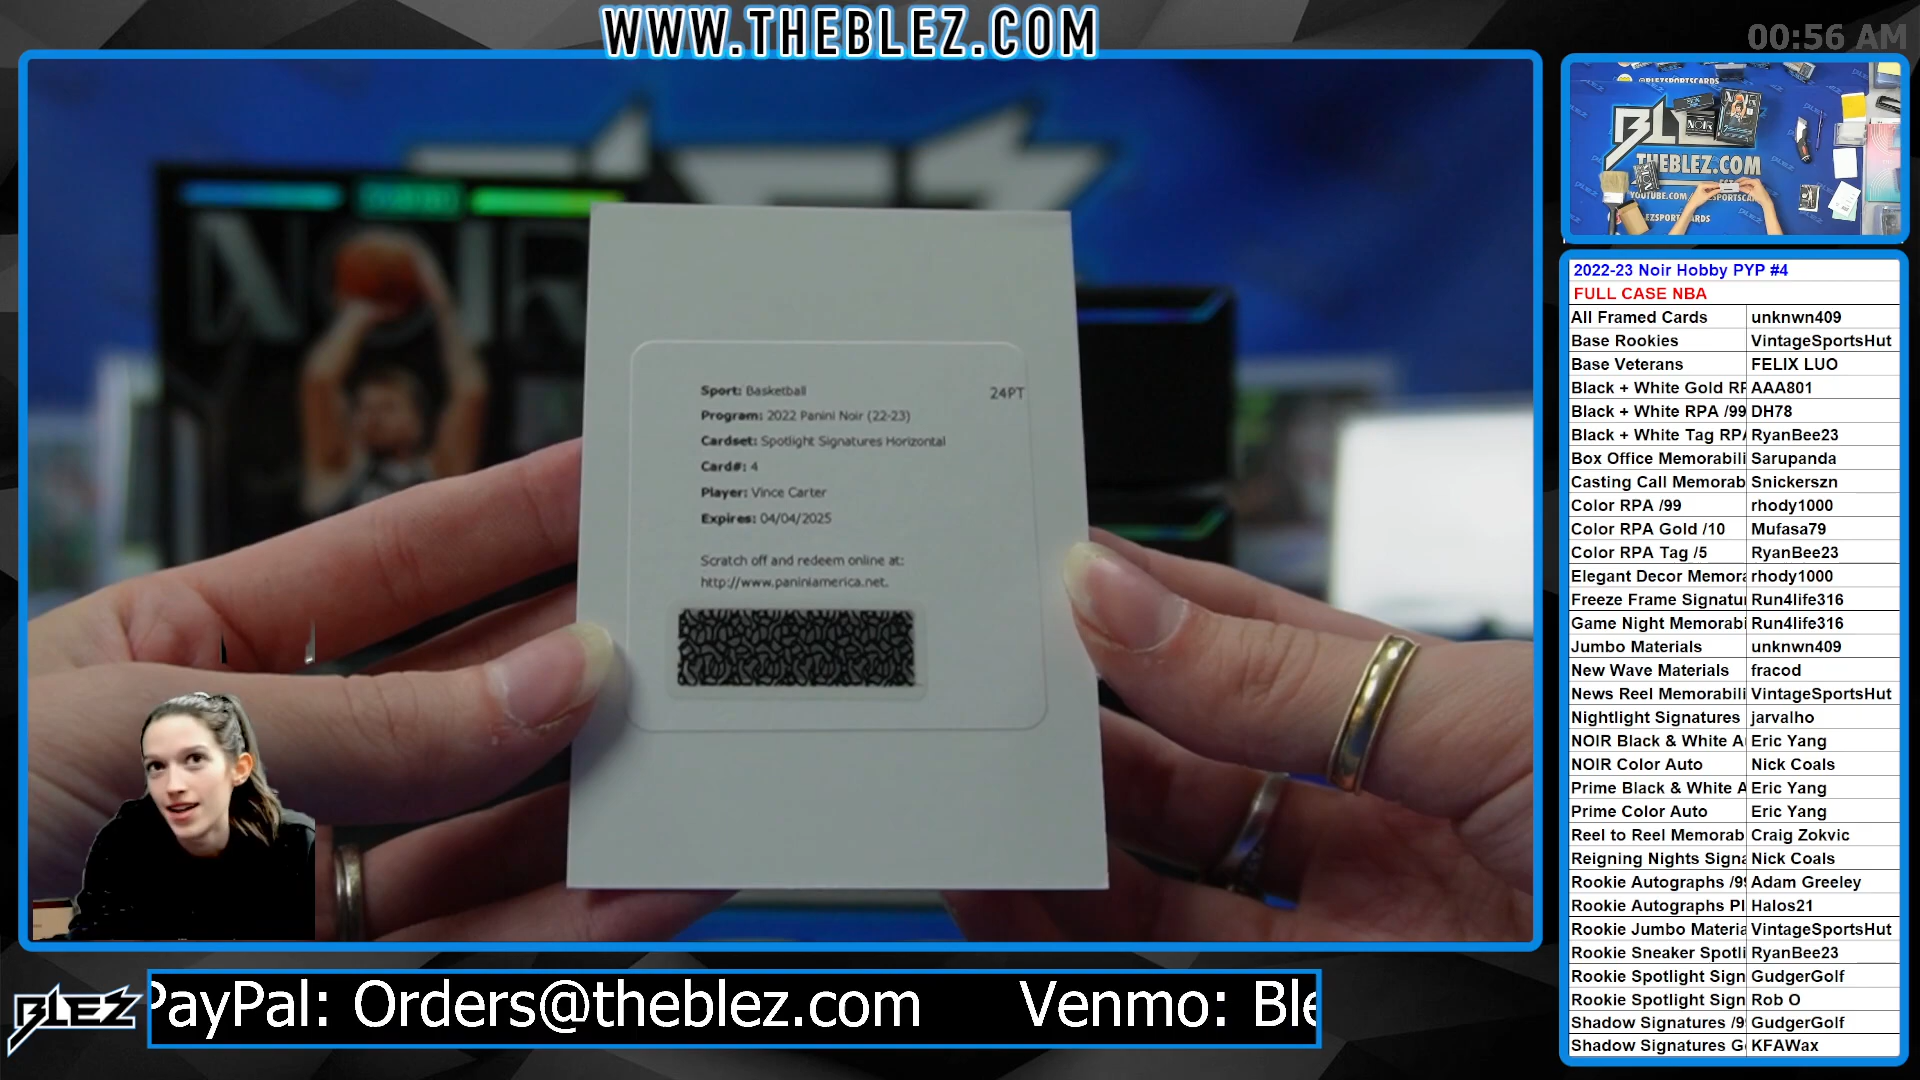 WWW.THEBLEZ.COM
00:56 AM
NOIR
Sport: Basketball
24PT
Program: 2022 Panini Noir (22-23)
Cardset: Spotlight Signatures Horizontal
Card#: 4
Player: Vince Carter
Expires: 04/04/2025
Scratch off and redeem online at:
http://www.paniniamerica.net.
@BLEZSPORTSCARDS
NOIR
THEBLEZ.COM
2022-23 Noir Hobby PYP #4
FULL CASE NBA
All Framed Cards unknwn409
Base Rookies VintageSportsHut
Base Veterans FELIX LUO
Black + White Gold RP AAA801
Black + White RPA /99 DH78
Black + White Tag RPA RyanBee23
Box Office Memorabili Sarupanda
Casting Call Memorab Snickerszn
Color RPA /99 rhody1000
Color RPA Gold /10 Mufasa79
Color RPA Tag /5 RyanBee23
Elegant Decor Memora rhody1000
Freeze Frame Signatur Run4life316
Game Night Memorabi Run4life316
Jumbo Materials unknwn409
New Wave Materials fracod
News Reel Memorabili VintageSportsHut
Nightlight Signatures jarvalho
NOIR Black & White A Eric Yang
NOIR Color Auto Nick Coals
Prime Black & White A Eric Yang
Prime Color Auto Eric Yang
Reel to Reel Memorab Craig Zokvic
Reigning Nights Signa Nick Coals
Rookie Autographs /99 Adam Greeley
Rookie Autographs Pl Halos21
Rookie Jumbo Materia VintageSportsHut
Rookie Sneaker Spotli RyanBee23
Rookie Spotlight Sign GudgerGolf
Rookie Spotlight Sign Rob O
Shadow Signatures /9 GudgerGolf
Shadow Signatures G KFAWax
BLEZ
PayPal: Orders@theblez.com Venmo: Ble